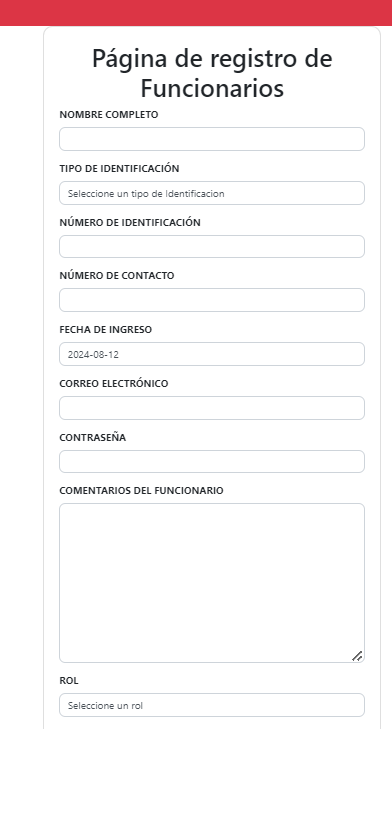 Página de registro de
Funcionarios
NOMBRE COMPLETO
TIPO DE IDENTIFICACIÓN
Seleccione un tipo de Identificacion
NÚMERO DE IDENTIFICACIÓN
NÚMERO DE CONTACTO
FECHA DE INGRESO
2024-08-12
CORREO ELECTRÓNICO
CONTRASEÑA
COMENTARIOS DEL FUNCIONARIO
ROL
Seleccione un rol